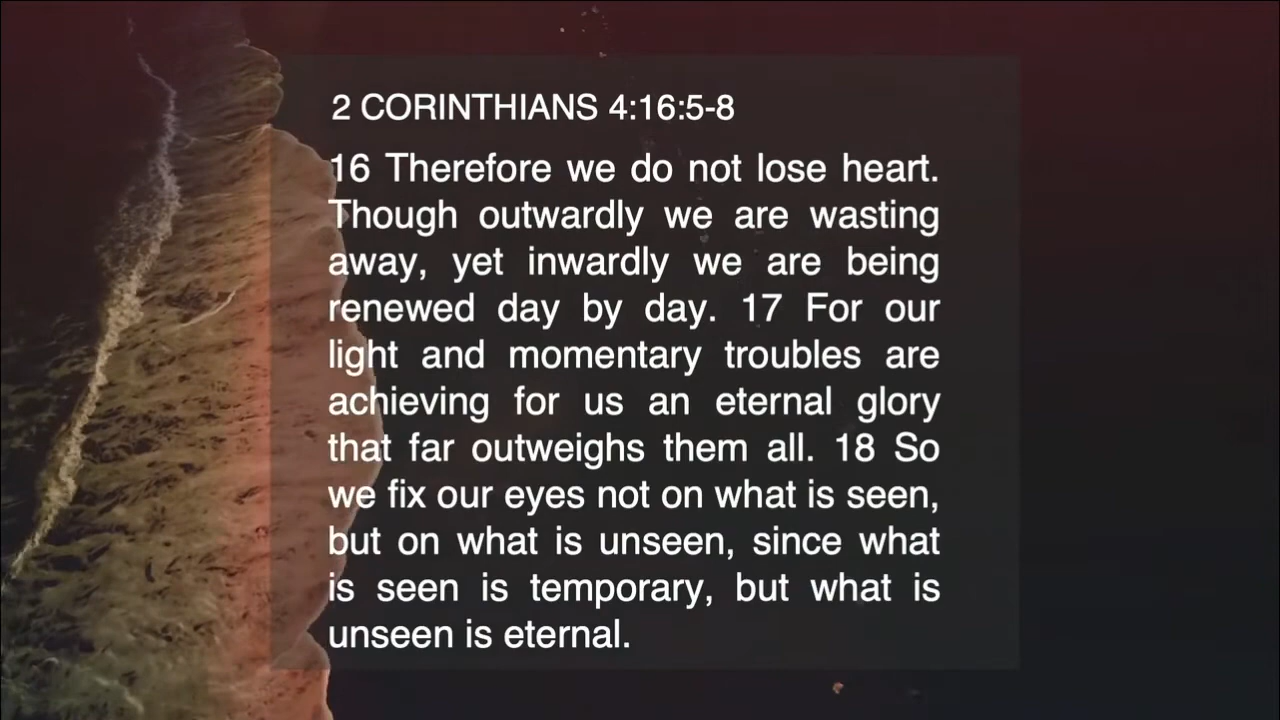 2 CORINTHIANS 4:16:5-8
16 Therefore we do not lose heart.
Though outwardly we are wasting
away, yet inwardly we are being
renewed day by day. 17 For our
light and momentary troubles are
achieving for us an eternal glory
that far outweighs them all. 18 So
we fix our eyes not on what is seen,
but on what is unseen, since what
is seen is temporary, but what is
unseen is eternal.